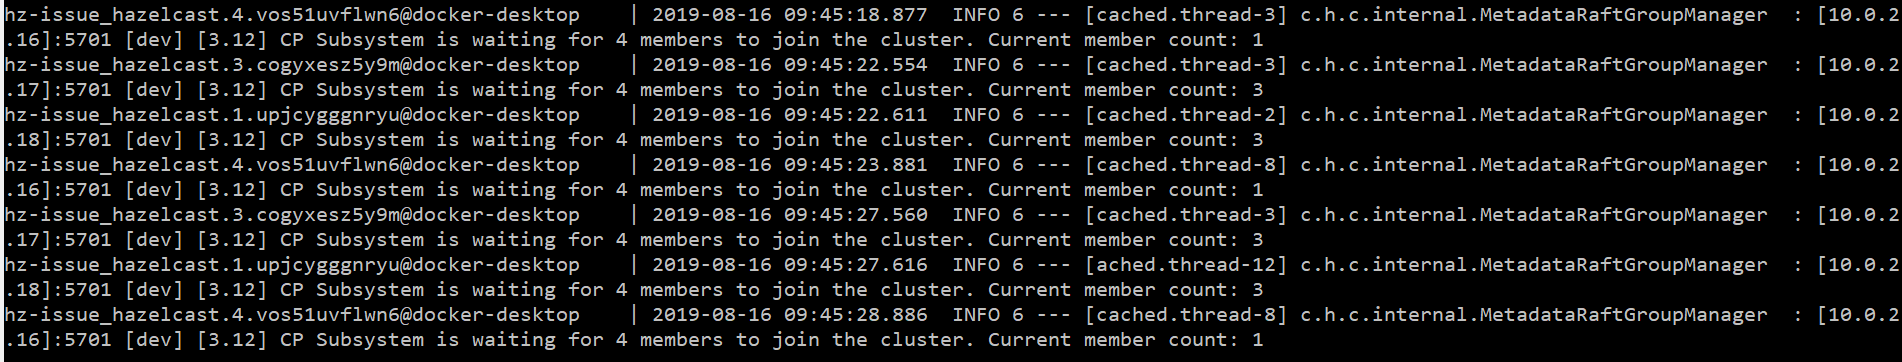 hz-issue_hazelcast.4.vos51uvflwn6@docker-desktop    | 2019-08-16 09:45:18.877  INFO 6 --- [cached.thread-3] c.h.c.internal.MetadataRaftGroupManager  : [10.0.2
.16]:5701 [dev] [3.12] CP Subsystem is waiting for 4 members to join the cluster. Current member count: 1
hz-issue_hazelcast.3.cogyxesz5y9m@docker-desktop    | 2019-08-16 09:45:22.554  INFO 6 --- [cached.thread-3] c.h.c.internal.MetadataRaftGroupManager  : [10.0.2
.17]:5701 [dev] [3.12] CP Subsystem is waiting for 4 members to join the cluster. Current member count: 3
hz-issue_hazelcast.1.upjcygggnryu@docker-desktop    | 2019-08-16 09:45:22.611  INFO 6 --- [cached.thread-2] c.h.c.internal.MetadataRaftGroupManager  : [10.0.2
.18]:5701 [dev] [3.12] CP Subsystem is waiting for 4 members to join the cluster. Current member count: 3
hz-issue_hazelcast.4.vos51uvflwn6@docker-desktop    | 2019-08-16 09:45:23.881  INFO 6 --- [cached.thread-8] c.h.c.internal.MetadataRaftGroupManager  : [10.0.2
.16]:5701 [dev] [3.12] CP Subsystem is waiting for 4 members to join the cluster. Current member count: 1
hz-issue_hazelcast.3.cogyxesz5y9m@docker-desktop    | 2019-08-16 09:45:27.560  INFO 6 --- [cached.thread-3] c.h.c.internal.MetadataRaftGroupManager  : [10.0.2
.17]:5701 [dev] [3.12] CP Subsystem is waiting for 4 members to join the cluster. Current member count: 3
hz-issue_hazelcast.1.upjcygggnryu@docker-desktop    | 2019-08-16 09:45:27.616  INFO 6 --- [ached.thread-12] c.h.c.internal.MetadataRaftGroupManager  : [10.0.2
.18]:5701 [dev] [3.12] CP Subsystem is waiting for 4 members to join the cluster. Current member count: 3
hz-issue_hazelcast.4.vos51uvflwn6@docker-desktop    | 2019-08-16 09:45:28.886  INFO 6 --- [cached.thread-8] c.h.c.internal.MetadataRaftGroupManager  : [10.0.2
.16]:5701 [dev] [3.12] CP Subsystem is waiting for 4 members to join the cluster. Current member count: 1